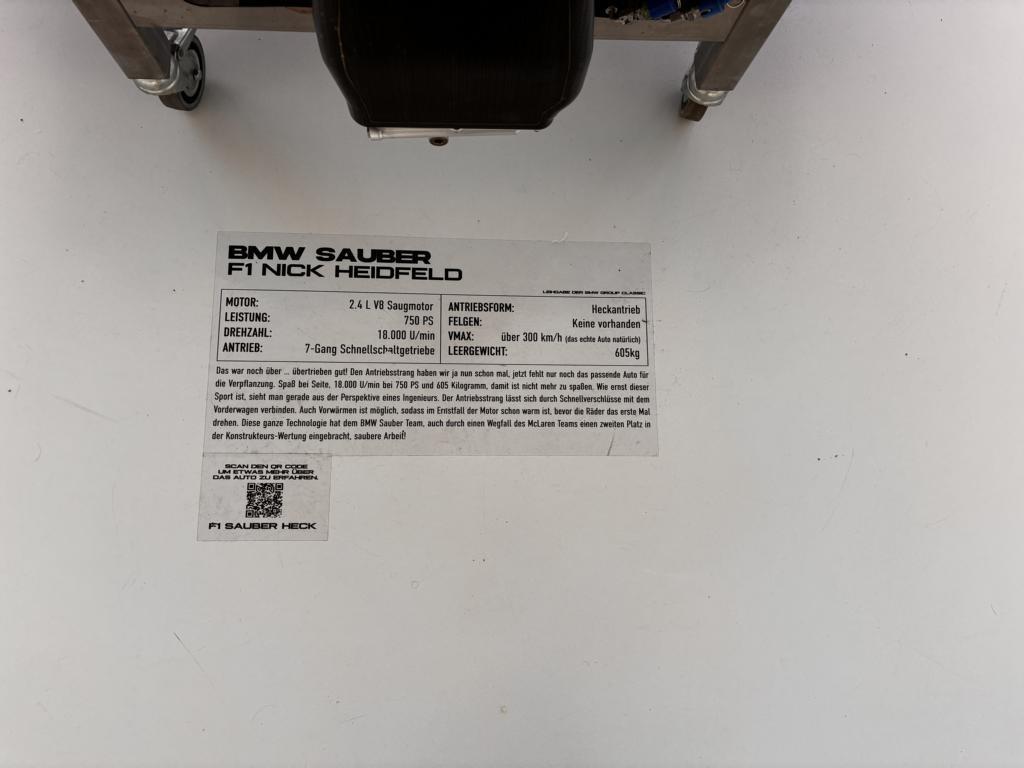 BMW SAUBER
F1 NICK HEIDFELD
LEIHGABE DER BMW GROUP CLASSIC
MOTOR: 2.4 L V8 Saugmotor
LEISTUNG: 750 PS
DREHZAHL: 18.000 U/min
ANTRIEB: 7-Gang Schnellschaltgetriebe
ANTRIEBSFORM: Heckantrieb
FELGEN: Keine vorhanden
VMAX: über 300 km/h (das echte Auto natürlich)
LEERGEWICHT: 605kg
Das war noch über ... übertrieben gut! Den Antriebsstrang haben wir ja nun schon mal, jetzt fehlt nur noch das passende Auto für
die Verpflanzung. Spaß bei Seite, 18.000 U/min bei 750 PS und 605 Kilogramm, damit ist nicht mehr zu spaßen. Wie ernst dieser
Sport ist, sieht man gerade aus der Perspektive eines Ingenieurs. Der Antriebsstrang lässt sich durch Schnellverschlüsse mit dem
Vorderwagen verbinden. Auch Vorwärmen ist möglich, sodass im Ernstfall der Motor schon warm ist, bevor die Räder das erste Mal
drehen. Diese ganze Technologie hat dem BMW Sauber Team, auch durch einen Wegfall des McLaren Teams einen zweiten Platz in
der Konstrukteurs-Wertung eingebracht, saubere Arbeit!
SCAN DEN QR CODE
UM ETWAS MEHR ÜBER
DAS AUTO ZU ERFAHREN.
F1 SAUBER HECK